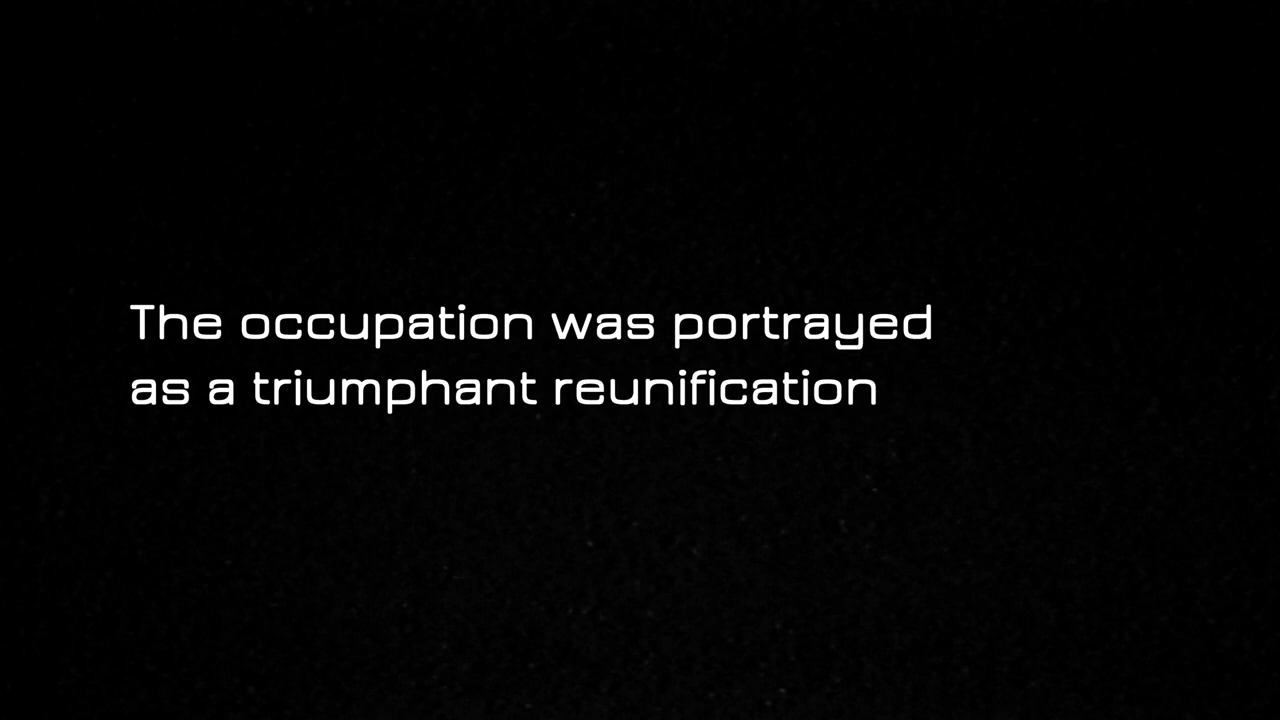 The occupation was portrayed
as a triumphant reunification